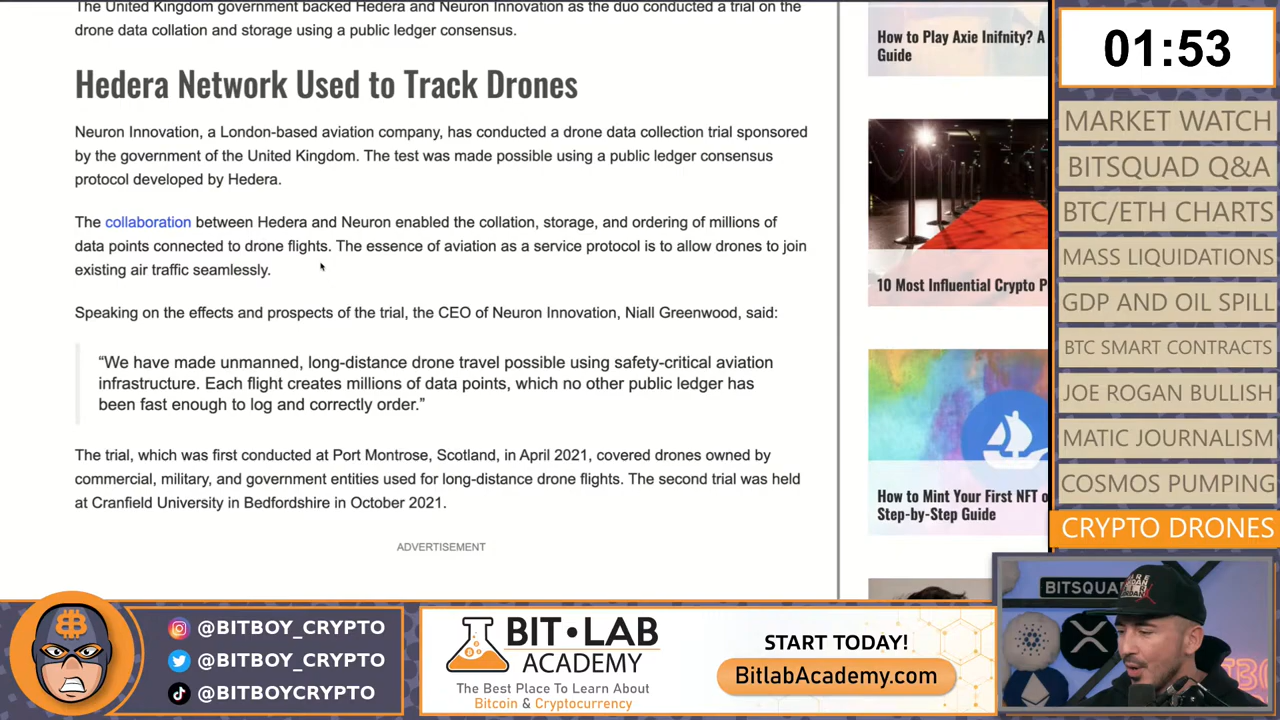 The United Kingdom government backed Hedera and Neuron Innovation as the duo conducted a trial on the
drone data collation and storage using a public ledger consensus.
Hedera Network Used to Track Drones
Neuron Innovation, a London-based aviation company, has conducted a drone data collection trial sponsored
by the government of the United Kingdom. The test was made possible using a public ledger consensus
protocol developed by Hedera.
The collaboration between Hedera and Neuron enabled the collation, storage, and ordering of millions of
data points connected to drone flights. The essence of aviation as a service protocol is to allow drones to join
existing air traffic seamlessly.
Speaking on the effects and prospects of the trial, the CEO of Neuron Innovation, Niall Greenwood, said:
“We have made unmanned, long-distance drone travel possible using safety-critical aviation
infrastructure. Each flight creates millions of data points, which no other public ledger has
been fast enough to log and correctly order.”
The trial, which was first conducted at Port Montrose, Scotland, in April 2021, covered drones owned by
commercial, military, and government entities used for long-distance drone flights. The second trial was held
at Cranfield University in Bedfordshire in October 2021.
ADVERTISEMENT
How to Play Axie Inifnity? A
Guide
10 Most Influential Crypto P
How to Mint Your First NFT o
Step-by-Step Guide
01:53
MARKET WATCH
BITSQUAD Q&A
BTC/ETH CHARTS
MASS LIQUIDATIONS
GDP AND OIL SPILL
BTC SMART CONTRACTS
JOE ROGAN BULLISH
MATIC JOURNALISM
COSMOS PUMPING
CRYPTO DRONES
BITSQUA
@BITBOY_CRYPTO
@BITBOY_CRYPTO
@BITBOYCRYPTO
BIT•LAB
ACADEMY
The Best Place To Learn About
Bitcoin & Cryptocurrency
START TODAY!
BitlabAcademy.com